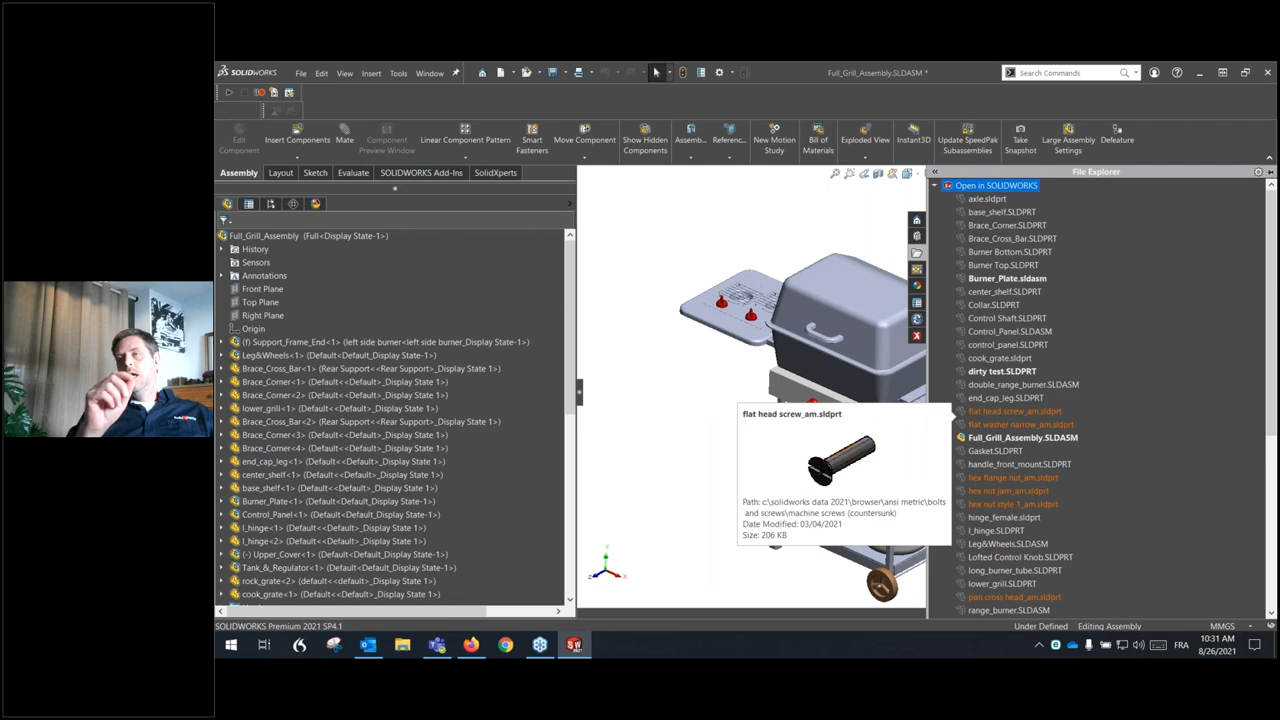 SOLIDWORKS File Edit View Insert Tools Window Full_Grill_Assembly.SLDASM * Search Commands
Edit Component
Insert Components
Mate
Component Preview Window
Linear Component Pattern
Smart Fasteners
Move Component
Show Hidden Components
Assemb...
Referenc...
New Motion Study
Bill of Materials
Exploded View
Instant3D
Update SpeedPak Subassemblies
Take Snapshot
Large Assembly Settings
Defeature
Assembly Layout Sketch Evaluate SOLIDWORKS Add-Ins SolidXperts
Full_Grill_Assembly (Full<Display State-1>)
History
Sensors
Annotations
Front Plane
Top Plane
Right Plane
Origin
(f) Support_Frame_End<1> (left side burner<left side burner_Display State-1>)
Leg&Wheels<1> (Default<Default_Display State-1>)
Brace_Cross_Bar<1> (Rear Support<<Rear Support>_Display State 1>)
Brace_Corner<1> (Default<<Default>_Display State 1>)
Brace_Corner<2> (Default<<Default>_Display State 1>)
lower_grill<1> (Default<<Default>_Display State 1>)
Brace_Cross_Bar<2> (Rear Support<<Rear Support>_Display State 1>)
Brace_Corner<3> (Default<<Default>_Display State 1>)
Brace_Corner<4> (Default<<Default>_Display State 1>)
end_cap_leg<1> (Default<<Default>_Display State 1>)
center_shelf<1> (Default<<Default>_Display State 1>)
base_shelf<1> (Default<<Default>_Display State 1>)
Burner_Plate<1> (Default<Default_Display State-1>)
Control_Panel<1> (Default<Default_Display State-1>)
l_hinge<1> (Default<<Default>_Display State 1>)
l_hinge<2> (Default<<Default>_Display State 1>)
(-) Upper_Cover<1> (Default<Default_Display State-1>)
Tank_&_Regulator<1> (Default<Default_Display State-1>)
rock_grate<2> (default<<default>_Display State 1>)
cook_grate<1> (Default<<Default>_Display State 1>)
flat head screw_am.sldprt
Path: c:\solidworks data 2021\browser\ansi metric\bolts
and screws\machine screws (countersunk)
Date Modified: 03/04/2021
Size: 206 KB
File Explorer
Open in SOLIDWORKS
axle.sldprt
base_shelf.SLDPRT
Brace_Corner.SLDPRT
Brace_Cross_Bar.SLDPRT
Burner Bottom.SLDPRT
Burner Top.SLDPRT
Burner_Plate.sldasm
center_shelf.SLDPRT
Collar.SLDPRT
Control Shaft.SLDPRT
Control_Panel.SLDASM
control_panel.SLDPRT
cook_grate.sldprt
dirty test.SLDPRT
double_range_burner.SLDASM
end_cap_leg.SLDPRT
flat head screw_am.sldprt
flat washer narrow_am.sldprt
Full_Grill_Assembly.SLDASM
Gasket.SLDPRT
handle_front_mount.SLDPRT
hex flange nut_am.sldprt
hex nut jam_am.sldprt
hex nut style 1_am.sldprt
hinge_female.sldprt
l_hinge.SLDPRT
Leg&Wheels.SLDASM
Lofted Control Knob.SLDPRT
long_burner_tube.SLDPRT
lower_grill.SLDPRT
pan cross head_am.sldprt
range_burner.SLDASM
SOLIDWORKS Premium 2021 SP4.1 Under Defined Editing Assembly MMGS
FRA 10:31 AM
8/26/2021